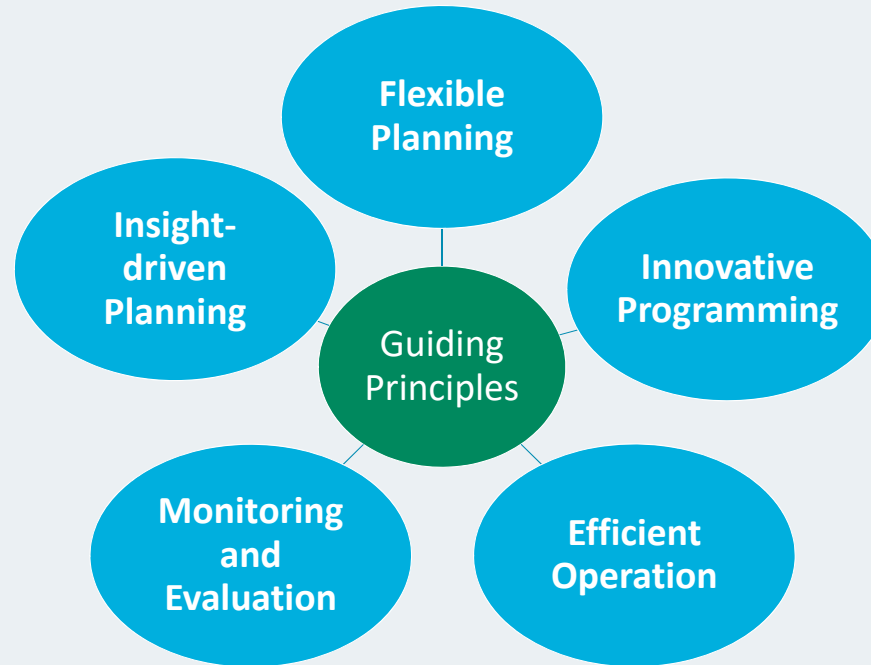 Flexible
Planning
Insight-
driven
Planning
Innovative
Programming
Guiding
Principles
Monitoring
and
Evaluation
Efficient
Operation